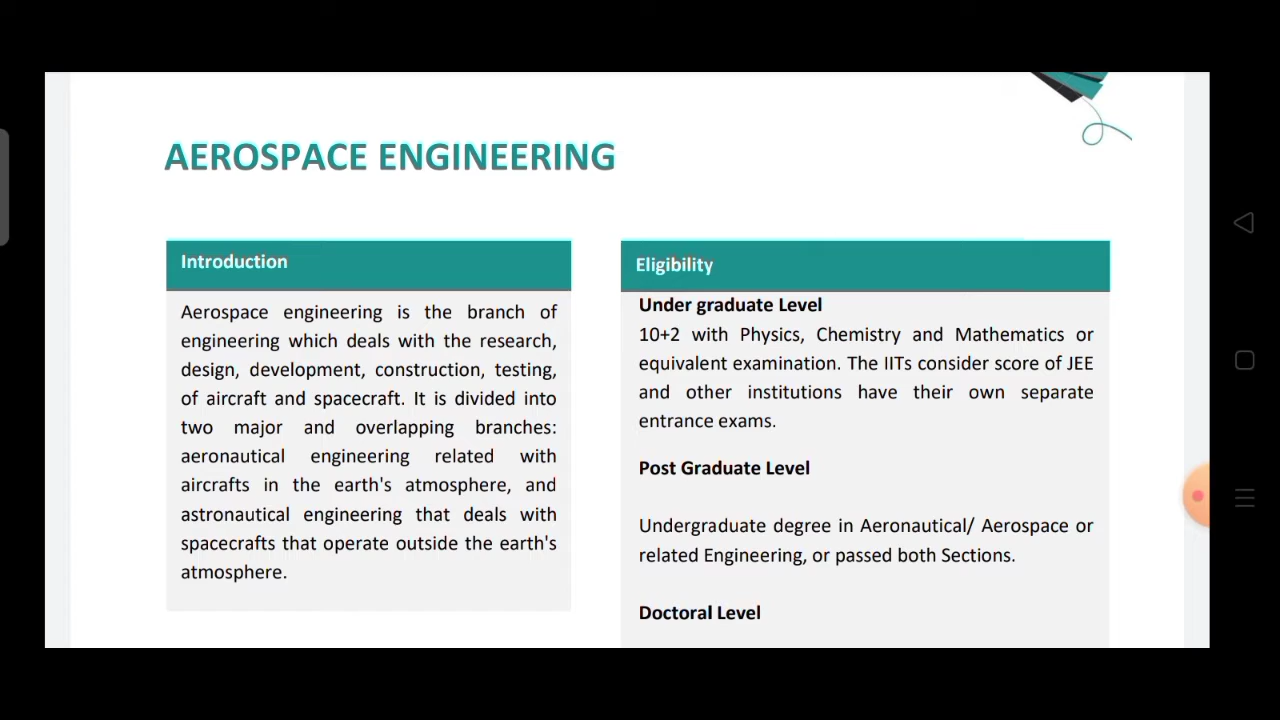 AEROSPACE ENGINEERING
Introduction
Aerospace engineering is the branch of
engineering which deals with the research,
design, development, construction, testing,
of aircraft and spacecraft. It is divided into
two major and overlapping branches:
aeronautical engineering related with
aircrafts in the earth's atmosphere, and
astronautical engineering that deals with
spacecrafts that operate outside the earth's
atmosphere.
Eligibility
Under graduate Level
10+2 with Physics, Chemistry and Mathematics or
equivalent examination. The IITs consider score of JEE
and other institutions have their own separate
entrance exams.
Post Graduate Level
Undergraduate degree in Aeronautical/ Aerospace or
related Engineering, or passed both Sections.
Doctoral Level